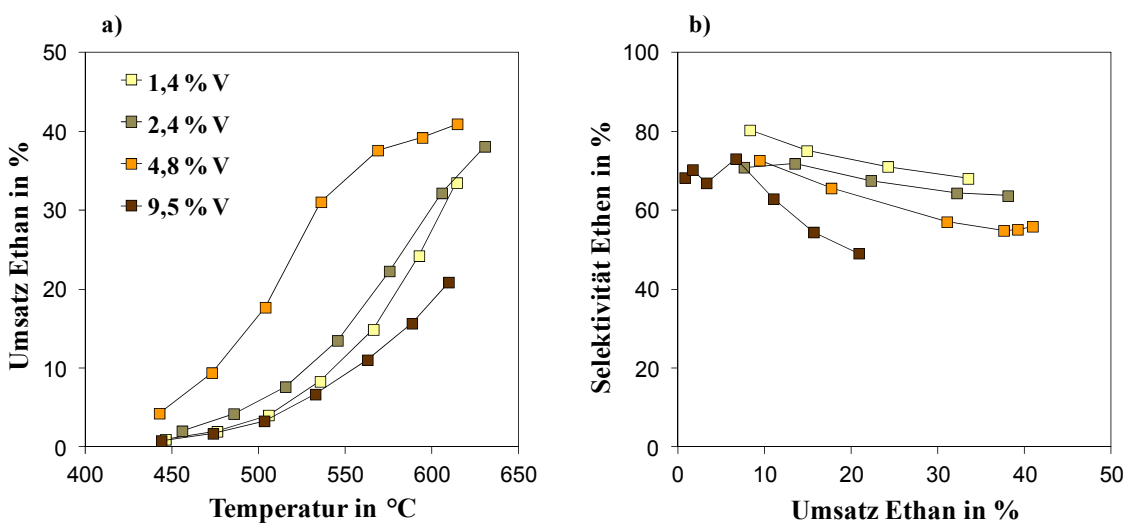 a)
Umsatz Ethan in %
50
40
30
20
10
0
1,4 % V
2,4 % V
4,8 % V
9,5 % V
400 450 500 550 600 650
Temperatur in °C
b)
Selektivität Ethen in %
100
80
60
40
20
0
0 10 20 30 40 50
Umsatz Ethan in %